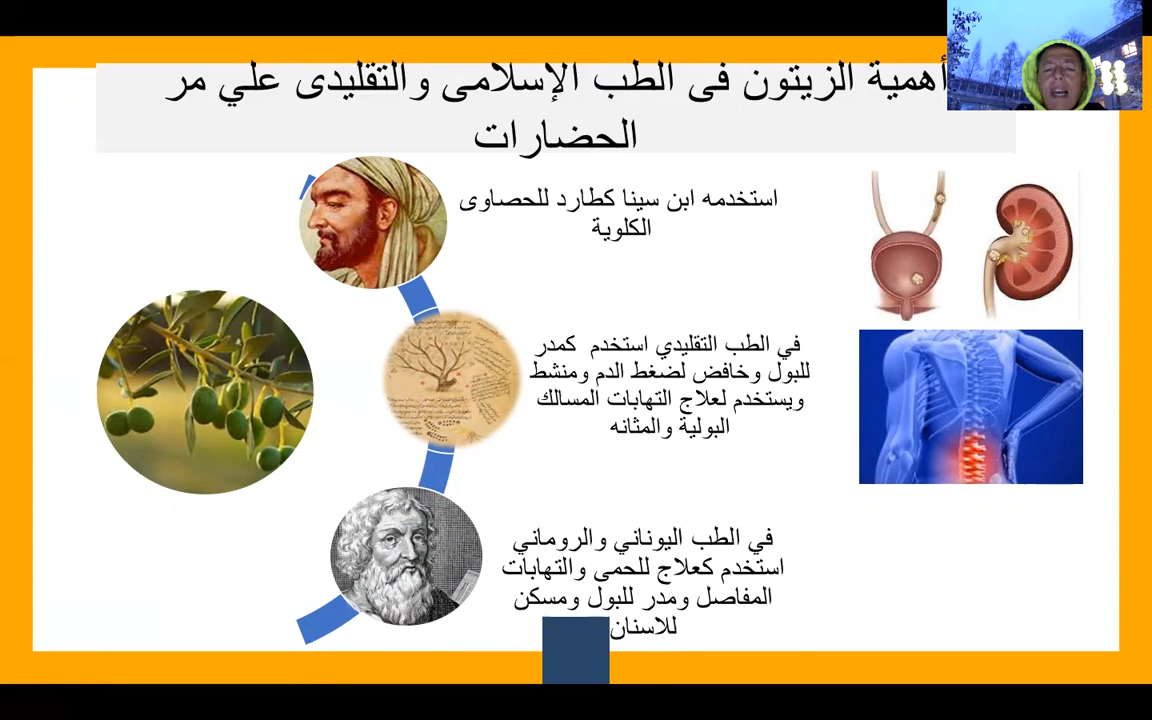 أهمية الزيتون فى الطب الإسلامى والتقليدى علي مر
الحضارات
استخدمه ابن سينا كطارد للحصاوى
الكلوية
في الطب التقليدي استخدم كمدر
للبول وخافض لضغط الدم ومنشط
ويستخدم لعلاج التهابات المسالك
البولية والمثانه
في الطب اليوناني والروماني
استخدم كعلاج للحمى والتهابات
المفاصل ومدر للبول ومسكن
للاسنان